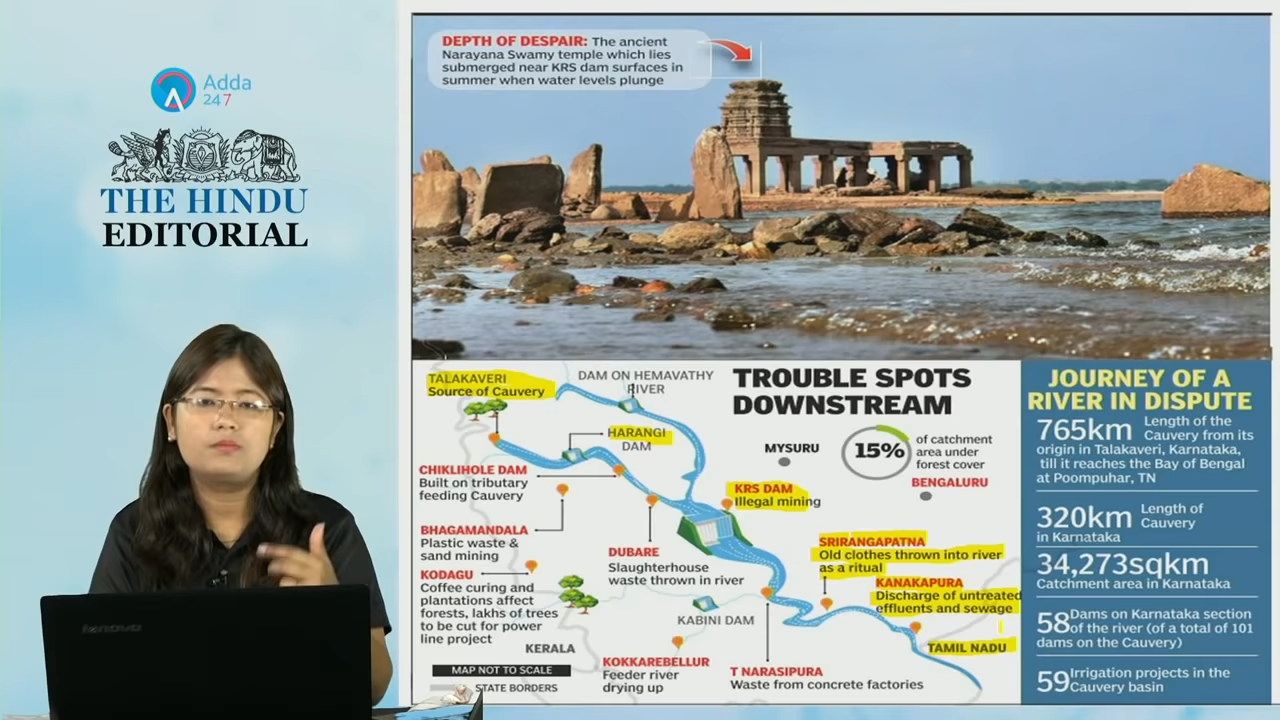 Adda
247
THE HINDU
EDITORIAL
lenovo
DEPTH OF DESPAIR: The ancient
Narayana Swamy temple which lies
submerged near KRS dam surfaces in
summer when water levels plunge
TALAKAVERI
Source of Cauvery
DAM ON HEMAVATHY
RIVER
HARANGI
DAM
CHIKLIHOLE DAM
Built on tributary
feeding Cauvery
BHAGAMANDALA
Plastic waste &
sand mining
KODAGU
Coffee curing and
plantations affect
forests, lakhs of trees
to be cut for power
line project
DUBARE
Slaughterhouse
waste thrown in river
KERALA
MAP NOT TO SCALE
STATE BORDERS
KOKKAREBELLUR
Feeder river
drying up
KABINI DAM
T NARASIPURA
Waste from concrete factories
TROUBLE SPOTS
DOWNSTREAM
MYSURU
15%
of catchment
area under
forest cover
BENGALURU
KRS DAM
Illegal mining
SRIRANGAPATNA
Old clothes thrown into river
as a ritual
KANAKAPURA
Discharge of untreated
effluents and sewage
TAMIL NADU
JOURNEY OF A
RIVER IN DISPUTE
765km Length of the
Cauvery from its
origin in Talakaveri, Karnataka,
till it reaches the Bay of Bengal
at Poompuhar, TN
320km Length of
Cauvery
in Karnataka
34,273sqkm
Catchment area in Karnataka
58 Dams on Karnataka section
of the river (of a total of 101
dams on the Cauvery)
59 Irrigation projects in the
Cauvery basin